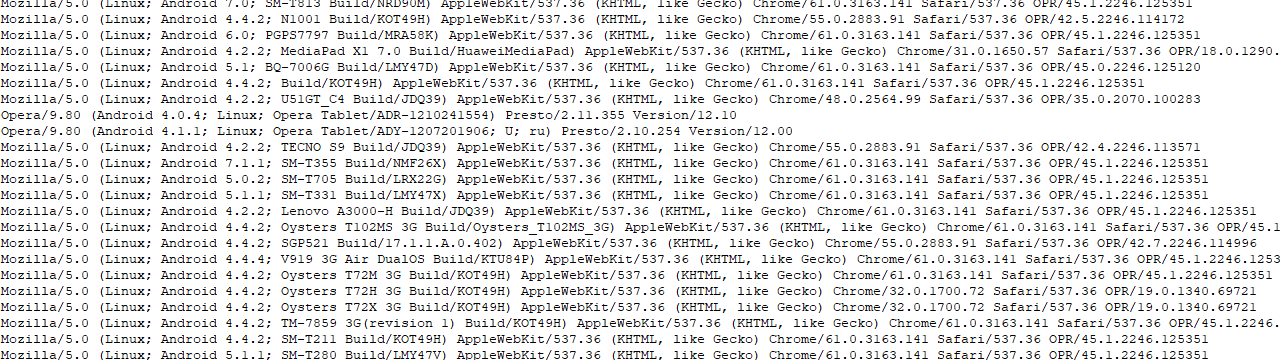 Mozilla/5.0 (Linux; Android 7.0; SM-T813 Build/NRD90M) AppleWebKit/537.36 (KHTML, like Gecko) Chrome/61.0.3163.141 Safari/537.36 OPR/45.1.2246.125351
Mozilla/5.0 (Linux; Android 4.4.2; N1001 Build/KOT49H) AppleWebKit/537.36 (KHTML, like Gecko) Chrome/55.0.2883.91 Safari/537.36 OPR/42.5.2246.114172
Mozilla/5.0 (Linux; Android 6.0; PGPS7797 Build/MRA58K) AppleWebKit/537.36 (KHTML, like Gecko) Chrome/61.0.3163.141 Safari/537.36 OPR/45.1.2246.125351
Mozilla/5.0 (Linux; Android 4.2.2; MediaPad X1 7.0 Build/HuaweiMediaPad) AppleWebKit/537.36 (KHTML, like Gecko) Chrome/31.0.1650.57 Safari/537.36 OPR/18.0.1290.
Mozilla/5.0 (Linux; Android 5.1; BQ-7006G Build/LMY47D) AppleWebKit/537.36 (KHTML, like Gecko) Chrome/61.0.3163.141 Safari/537.36 OPR/45.0.2246.125120
Mozilla/5.0 (Linux; Android 4.4.2; Build/KOT49H) AppleWebKit/537.36 (KHTML, like Gecko) Chrome/61.0.3163.141 Safari/537.36 OPR/45.1.2246.125351
Mozilla/5.0 (Linux; Android 4.2.2; U51GT_C4 Build/JDQ39) AppleWebKit/537.36 (KHTML, like Gecko) Chrome/48.0.2564.99 Safari/537.36 OPR/35.0.2070.100283
Opera/9.80 (Android 4.0.4; Linux; Opera Tablet/ADR-1210241554) Presto/2.11.355 Version/12.10
Opera/9.80 (Android 4.1.1; Linux; Opera Tablet/ADY-1207201906; U; ru) Presto/2.10.254 Version/12.00
Mozilla/5.0 (Linux; Android 4.2.2; TECNO S9 Build/JDQ39) AppleWebKit/537.36 (KHTML, like Gecko) Chrome/55.0.2883.91 Safari/537.36 OPR/42.4.2246.113571
Mozilla/5.0 (Linux; Android 7.1.1; SM-T355 Build/NMF26X) AppleWebKit/537.36 (KHTML, like Gecko) Chrome/61.0.3163.141 Safari/537.36 OPR/45.1.2246.125351
Mozilla/5.0 (Linux; Android 5.0.2; SM-T705 Build/LRX22G) AppleWebKit/537.36 (KHTML, like Gecko) Chrome/61.0.3163.141 Safari/537.36 OPR/45.1.2246.125351
Mozilla/5.0 (Linux; Android 5.1.1; SM-T331 Build/LMY47X) AppleWebKit/537.36 (KHTML, like Gecko) Chrome/61.0.3163.141 Safari/537.36 OPR/45.1.2246.125351
Mozilla/5.0 (Linux; Android 4.2.2; Lenovo A3000-H Build/JDQ39) AppleWebKit/537.36 (KHTML, like Gecko) Chrome/61.0.3163.141 Safari/537.36 OPR/45.1.2246.125351
Mozilla/5.0 (Linux; Android 4.4.2; Oysters T102MS 3G Build/Oysters_T102MS_3G) AppleWebKit/537.36 (KHTML, like Gecko) Chrome/61.0.3163.141 Safari/537.36 OPR/45.1
Mozilla/5.0 (Linux; Android 4.4.2; SGP521 Build/17.1.1.A.0.402) AppleWebKit/537.36 (KHTML, like Gecko) Chrome/55.0.2883.91 Safari/537.36 OPR/42.7.2246.114996
Mozilla/5.0 (Linux; Android 4.4.4; V919 3G Air DualOS Build/KTU84P) AppleWebKit/537.36 (KHTML, like Gecko) Chrome/61.0.3163.141 Safari/537.36 OPR/45.1.2246.1253
Mozilla/5.0 (Linux; Android 4.4.2; Oysters T72M 3G Build/KOT49H) AppleWebKit/537.36 (KHTML, like Gecko) Chrome/61.0.3163.141 Safari/537.36 OPR/45.1.2246.125351
Mozilla/5.0 (Linux; Android 4.4.2; Oysters T72H 3G Build/KOT49H) AppleWebKit/537.36 (KHTML, like Gecko) Chrome/32.0.1700.72 Safari/537.36 OPR/19.0.1340.69721
Mozilla/5.0 (Linux; Android 4.4.2; Oysters T72X 3G Build/KOT49H) AppleWebKit/537.36 (KHTML, like Gecko) Chrome/32.0.1700.72 Safari/537.36 OPR/19.0.1340.69721
Mozilla/5.0 (Linux; Android 4.4.2; TM-7859 3G(revision 1) Build/KOT49H) AppleWebKit/537.36 (KHTML, like Gecko) Chrome/61.0.3163.141 Safari/537.36 OPR/45.1.2246.
Mozilla/5.0 (Linux; Android 4.4.2; SM-T211 Build/KOT49H) AppleWebKit/537.36 (KHTML, like Gecko) Chrome/61.0.3163.141 Safari/537.36 OPR/45.1.2246.125351
Mozilla/5.0 (Linux; Android 5.1.1; SM-T280 Build/LMY47V) AppleWebKit/537.36 (KHTML, like Gecko) Chrome/61.0.3163.141 Safari/537.36 OPR/45.1.2246.125351